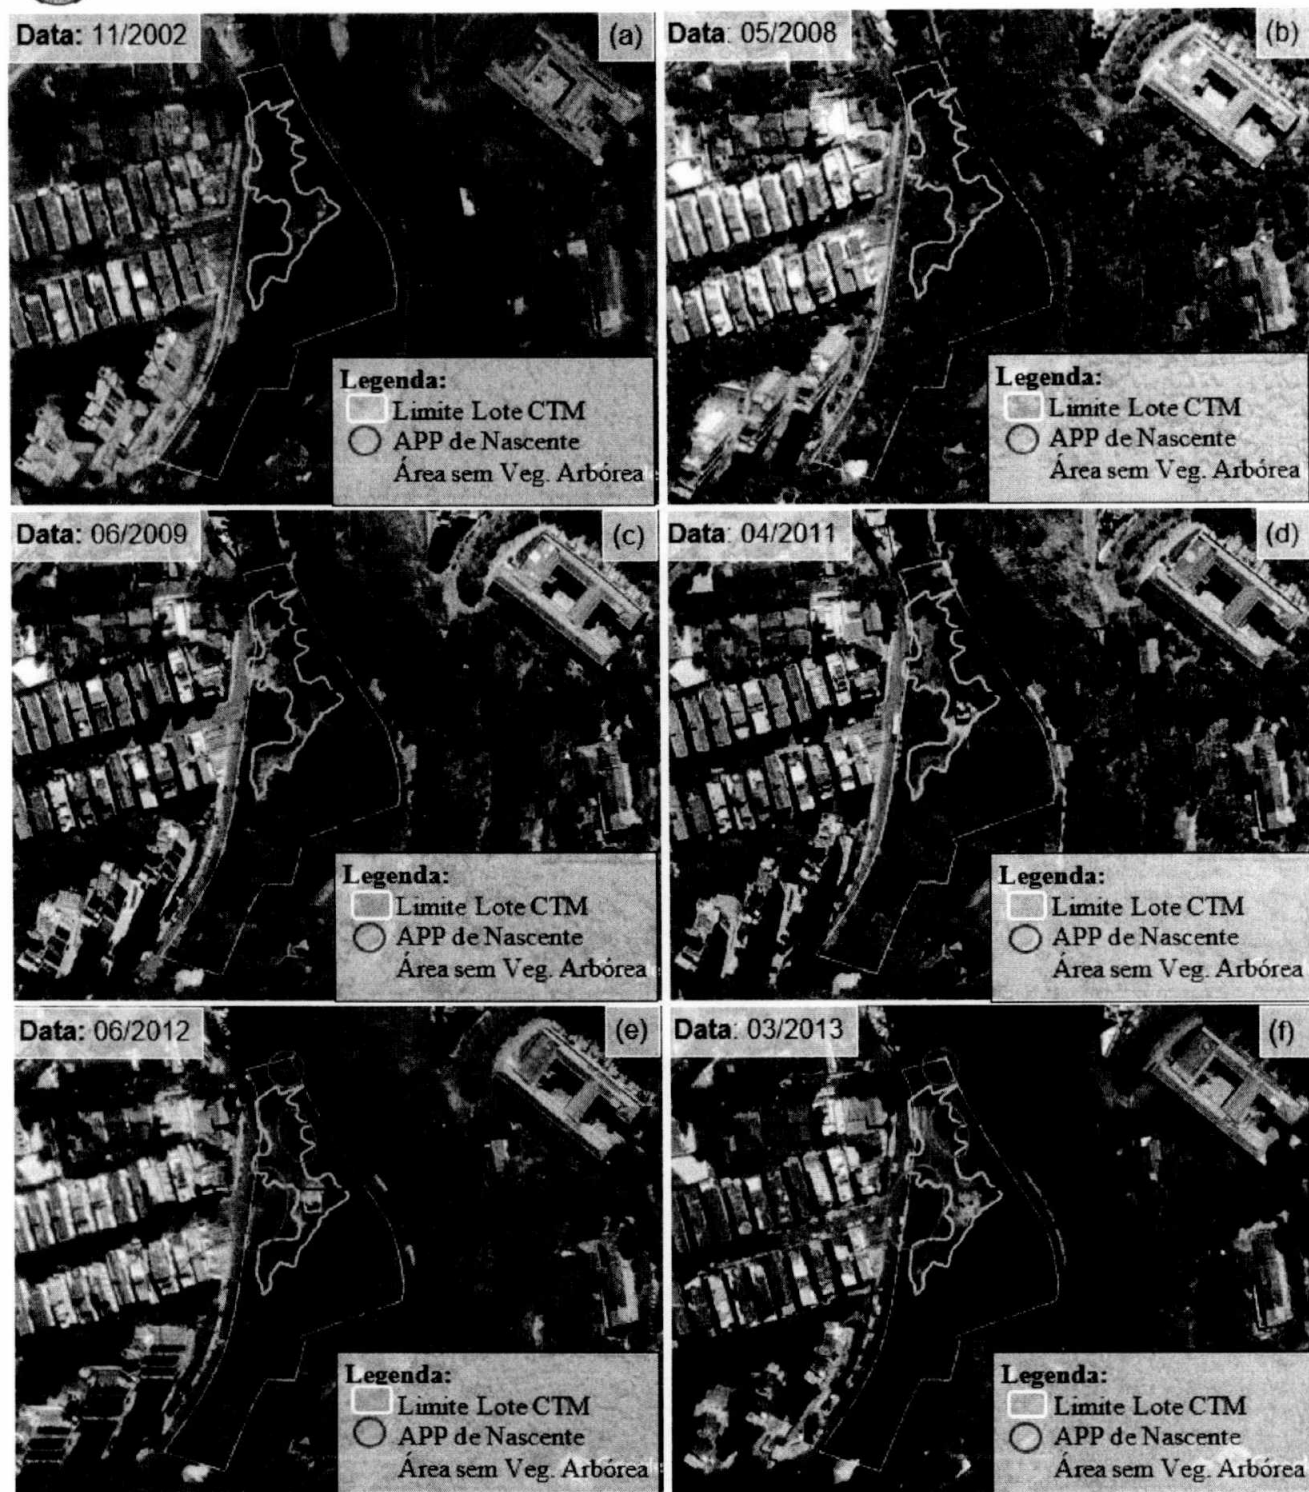 Data: 11/2002
(a)
Legenda:
Limite Lote CTM
APP de Nascente
Área sem Veg. Arbórea
Data: 05/2008
(b)
Legenda:
Limite Lote CTM
APP de Nascente
Área sem Veg. Arbórea
Data: 06/2009
(c)
Legenda:
Limite Lote CTM
APP de Nascente
Área sem Veg. Arbórea
Data: 04/2011
(d)
Legenda:
Limite Lote CTM
APP de Nascente
Área sem Veg. Arbórea
Data: 06/2012
(e)
Legenda:
Limite Lote CTM
APP de Nascente
Área sem Veg. Arbórea
Data: 03/2013
(f)
Legenda:
Limite Lote CTM
APP de Nascente
Área sem Veg. Arbórea